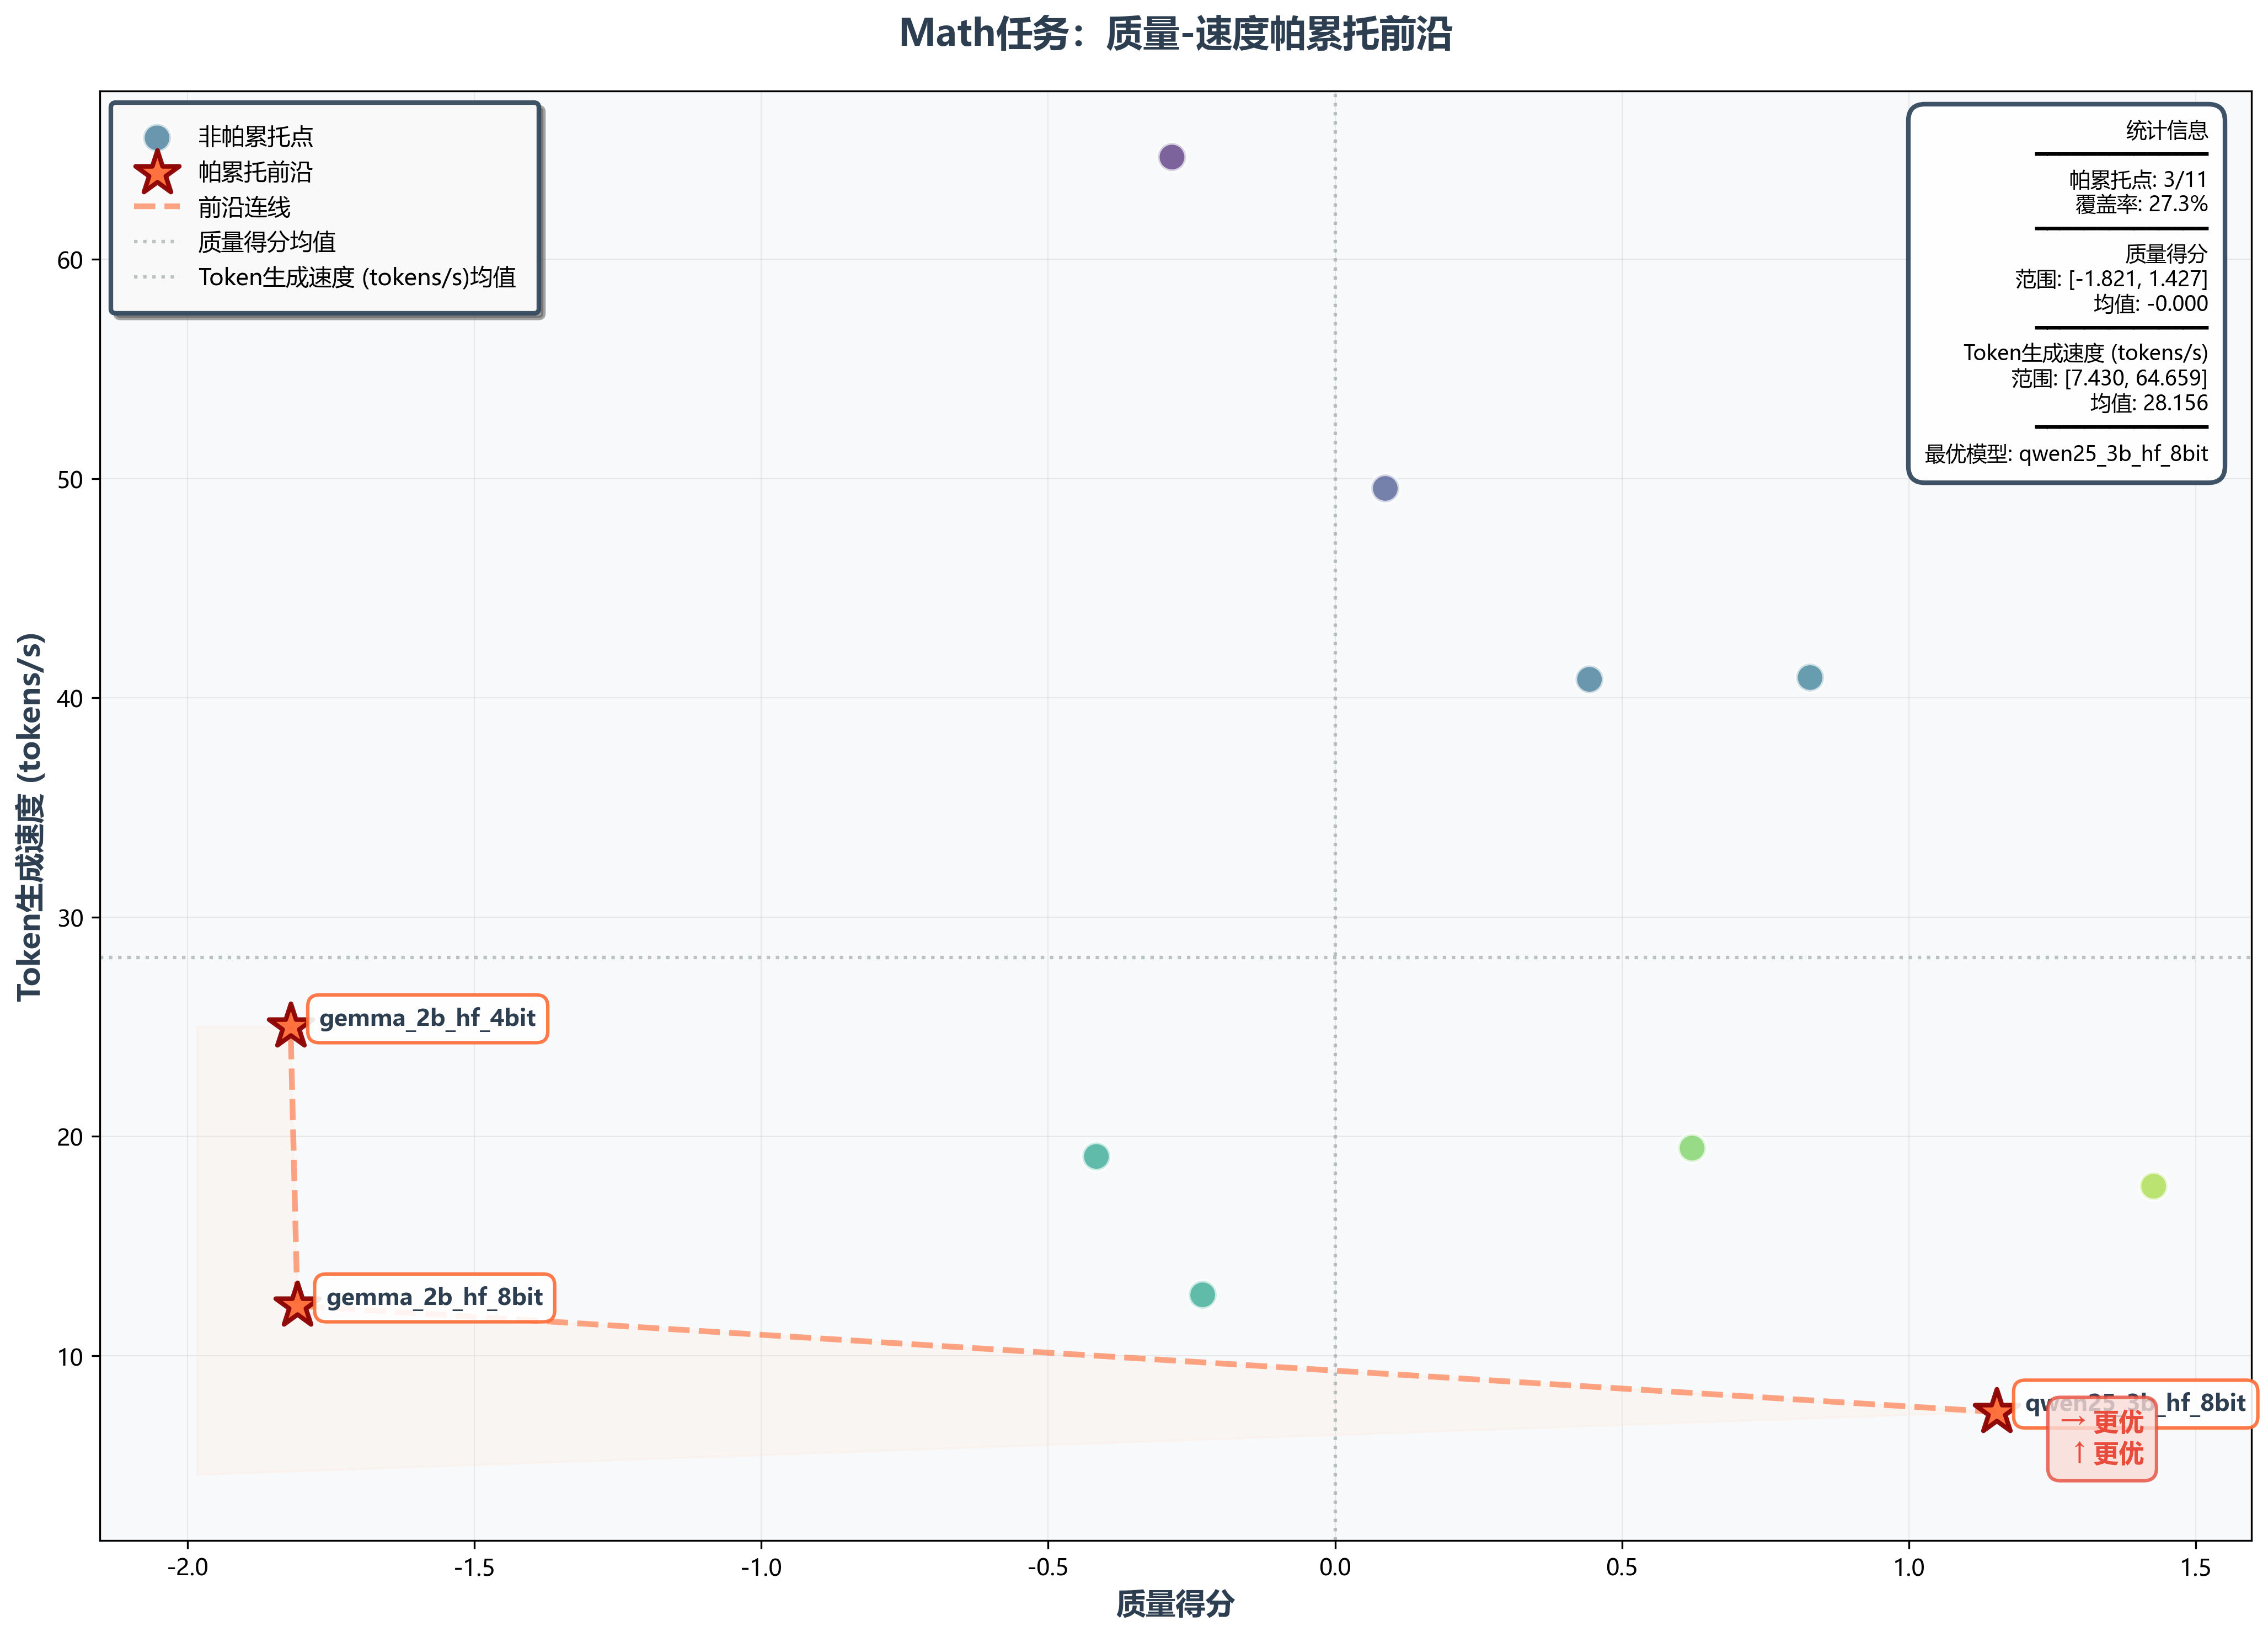 Math任务：质量-速度帕累托前沿
非帕累托点
帕累托前沿
前沿连线
质量得分均值
Token生成速度 (tokens/s)均值
统计信息
帕累托点: 3/11
覆盖率: 27.3%
质量得分
范围: [-1.821, 1.427]
均值: -0.000
Token生成速度 (tokens/s)
范围: [7.430, 64.659]
均值: 28.156
最优模型: qwen25_3b_hf_8bit
Token生成速度 (tokens/s)
60
50
40
30
20
10
gemma_2b_hf_4bit
gemma_2b_hf_8bit
qwen25_3b_hf_8bit
→ 更优
↑ 更优
-2.0
-1.5
-1.0
-0.5
0.0
0.5
1.0
1.5
质量得分